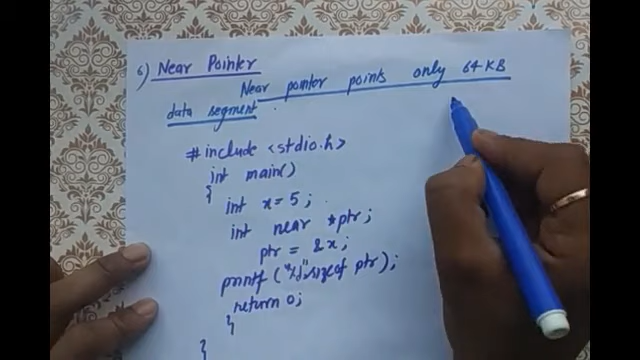 6) Near Pointer
Near pointer points only 64 KB
data segment.
#include <stdio.h>
int main()
{
int x = 5;
int near *ptr;
ptr = &x;
printf ("%d" sizeof ptr);
return 0;
}
}